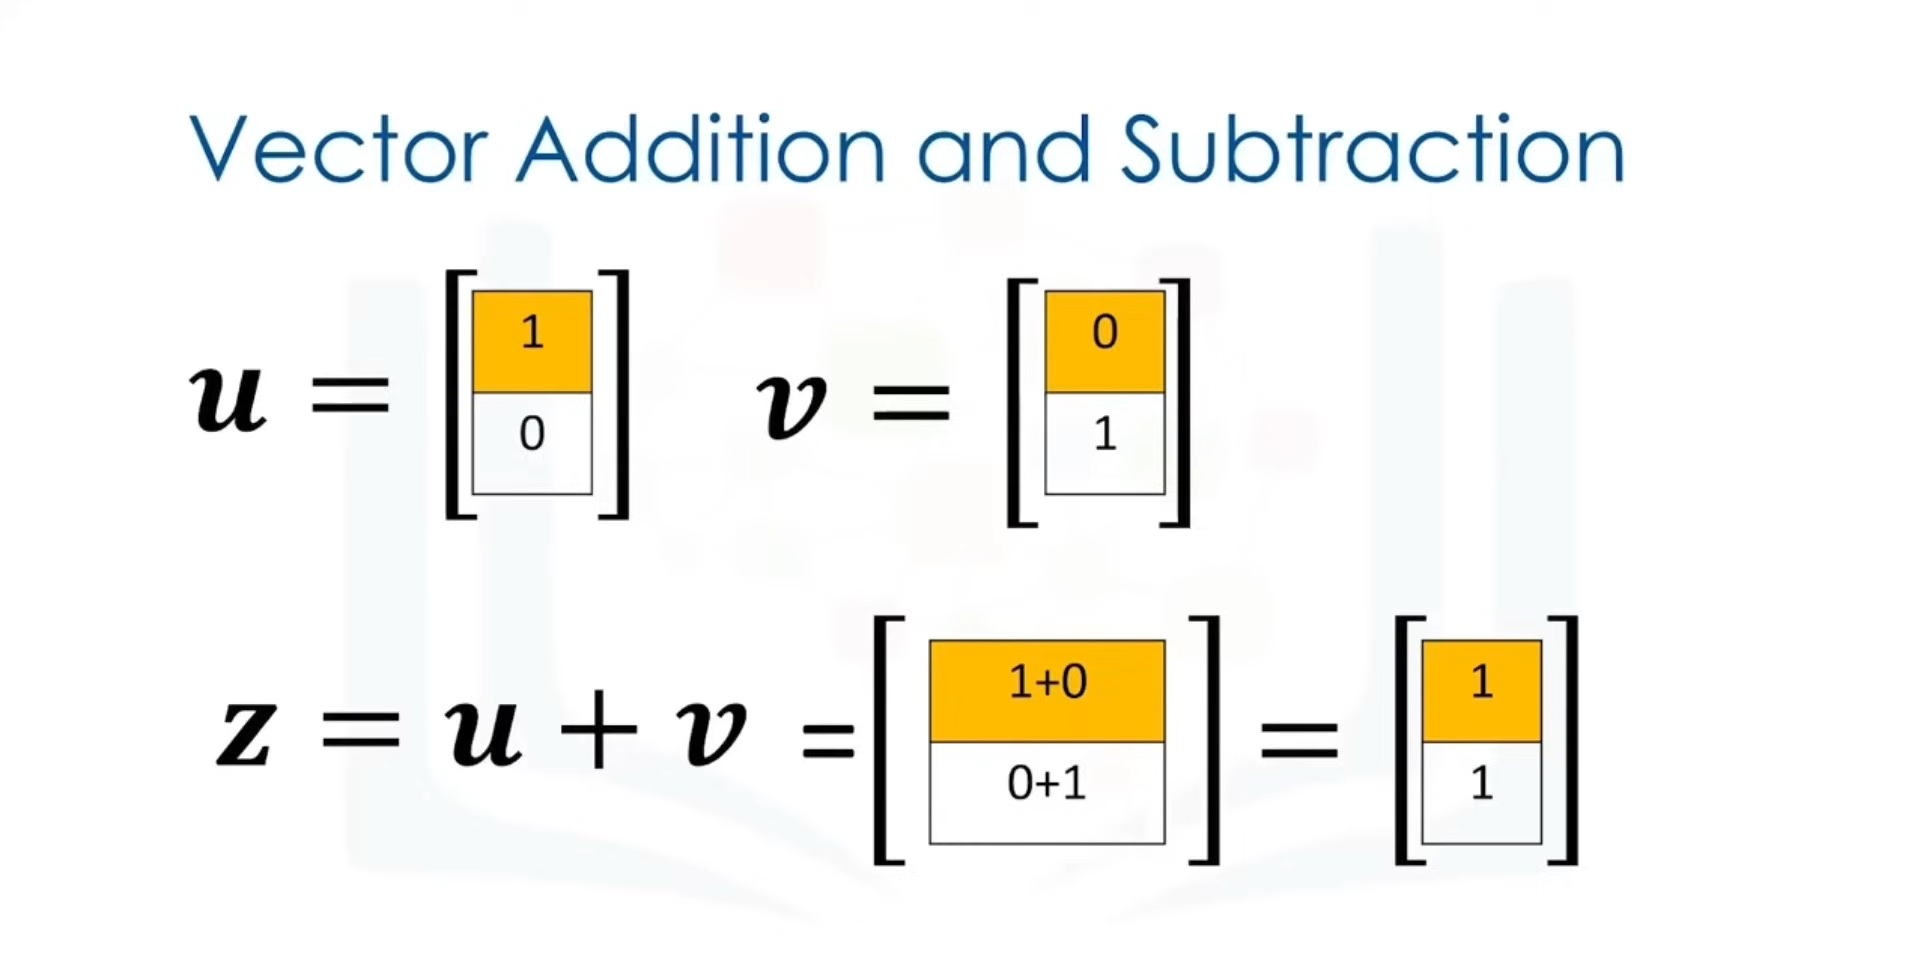 Vector Addition and Subtraction
u = [1 0] v = [0 1]
z = u + v = [1+0 0+1] = [1 1]